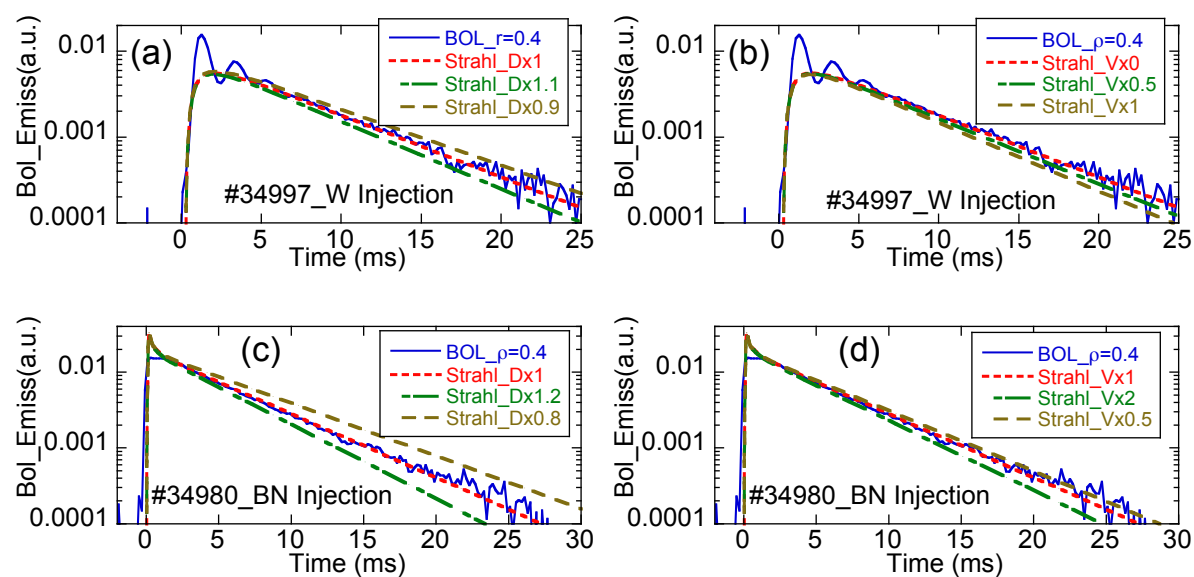 (a)
BOL_r=0.4
Strahl_Dx1
Strahl_Dx1.1
Strahl_Dx0.9
#34997_W Injection
Bol_Emiss(a.u.)
0.01
0.001
0.0001
0 5 10 15 20 25
Time (ms)
(b)
BOL_ρ=0.4
Strahl_Vx0
Strahl_Vx0.5
Strahl_Vx1
#34997_W Injection
Bol_Emiss(a.u.)
0.01
0.001
0.0001
0 5 10 15 20 25
Time (ms)
(c)
BOL_ρ=0.4
Strahl_Dx1
Strahl_Dx1.2
Strahl_Dx0.8
#34980_BN Injection
Bol_Emiss(a.u.)
0.01
0.001
0.0001
0 5 10 15 20 25 30
Time (ms)
(d)
BOL_ρ=0.4
Strahl_Vx1
Strahl_Vx2
Strahl_Vx0.5
#34980_BN Injection
Bol_Emiss(a.u.)
0.01
0.001
0.0001
0 5 10 15 20 25 30
Time (ms)